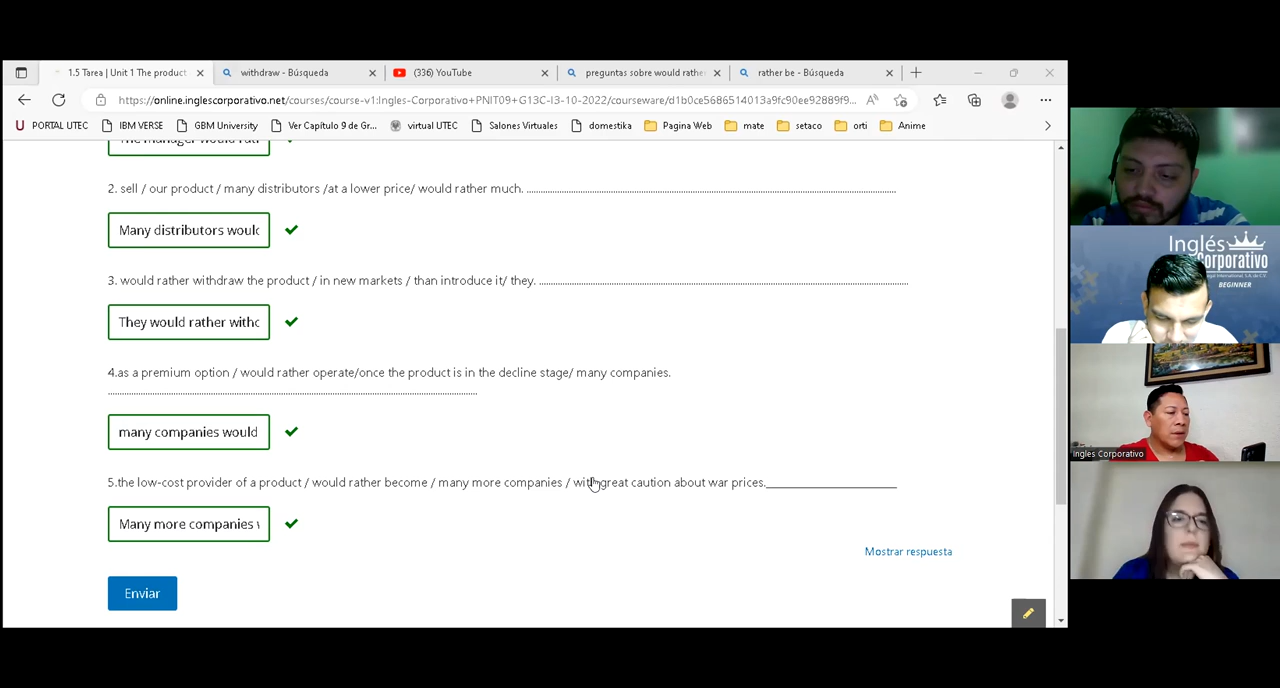 1.5 Tarea | Unit 1 The product
withdraw - Búsqueda
(336) YouTube
preguntas sobre would rather
rather be - Búsqueda
https://online.inglescorporativo.net/courses/course-v1:Ingles-Corporativo+PNIT09+G13C-I3-10-2022/courseware/d1b0ce5686514013a9fc90ee92889f9...
PORTAL UTEC
IBM VERSE
GBM University
Ver Capítulo 9 de Gr...
virtual UTEC
Salones Virtuales
domestika
Pagina Web
mate
setaco
orti
Anime
2. sell / our product / many distributors /at a lower price/ would rather much.
Many distributors would
3. would rather withdraw the product / in new markets / than introduce it/ they.
They would rather withd
4.as a premium option / would rather operate/once the product is in the decline stage/ many companies.
many companies would
5.the low-cost provider of a product / would rather become / many more companies / with great caution about war prices.
Many more companies w
Mostrar respuesta
Enviar
Inglés
Corporativo
BEGINNER
Ingles Corporativo